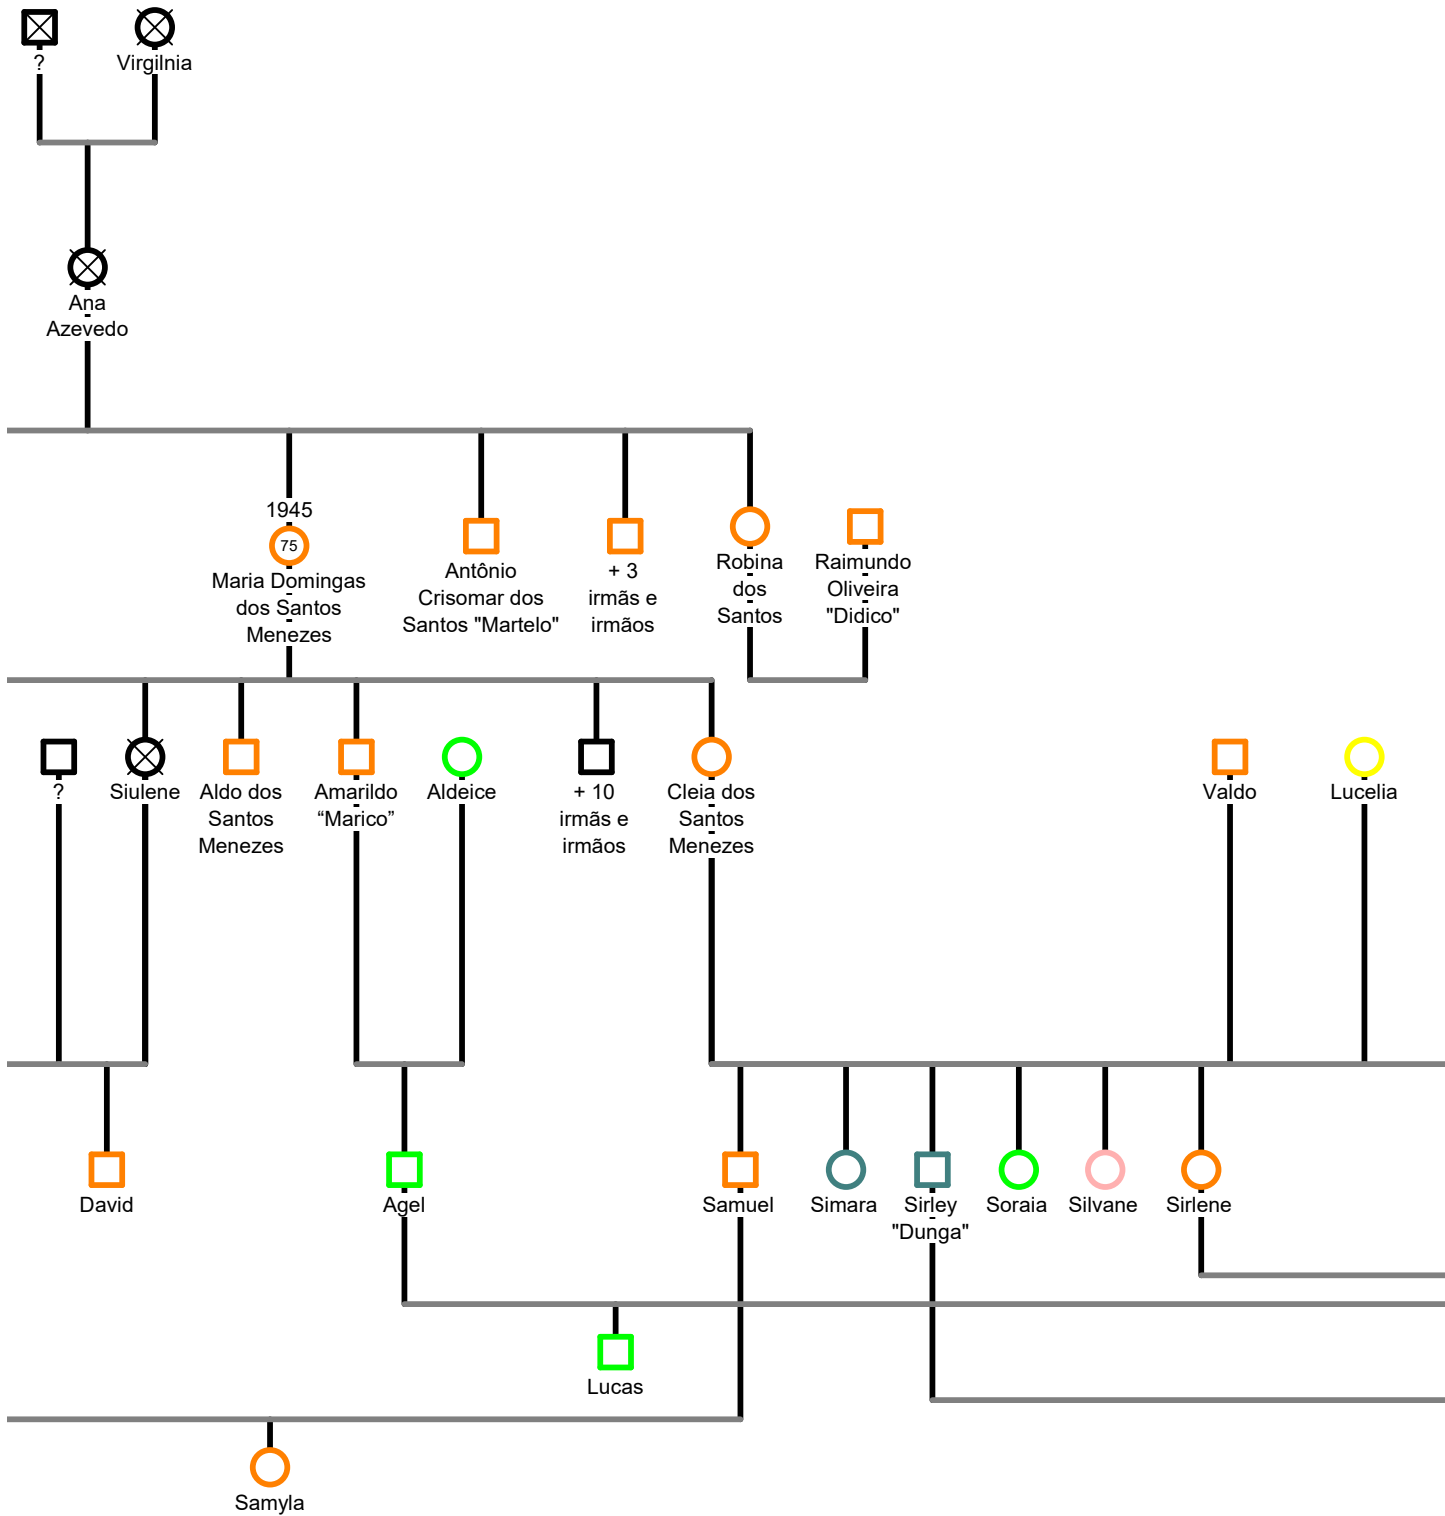 ?
Virgilnia
Ana
Azevedo
1945
75
Maria Domingas
dos Santos
Menezes
Antônio
Crisomar dos
Santos "Martelo"
+ 3
irmãs e
irmãos
Robina
dos
Santos
Raimundo
Oliveira
"Didico"
?
Siulene
Aldo dos
Santos
Menezes
Amarildo
“Marico”
Aldeice
+ 10
irmãs e
irmãos
Cleia dos
Santos
Menezes
Valdo
Lucelia
David
Agel
Samuel
Simara
Sirley
"Dunga"
Soraia
Silvane
Sirlene
Lucas
Samyla